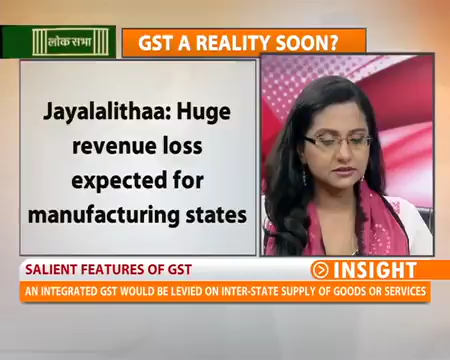 लोक सभा
GST A REALITY SOON?
Jayalalithaa: Huge
revenue loss
expected for
manufacturing states
SALIENT FEATURES OF GST
INSIGHT
AN INTEGRATED GST WOULD BE LEVIED ON INTER-STATE SUPPLY OF GOODS OR SERVICES